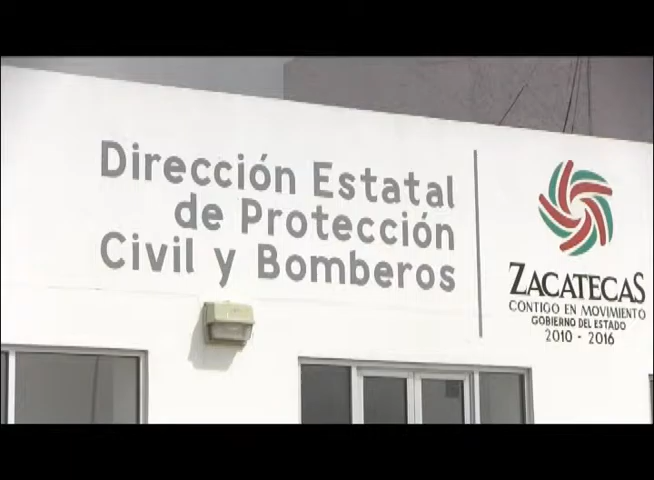 Dirección Estatal
de Protección
Civil y Bomberos
ZACATECAS
CONTIGO EN MOVIMIENTO
GOBIERNO DEL ESTADO
2010 - 2016